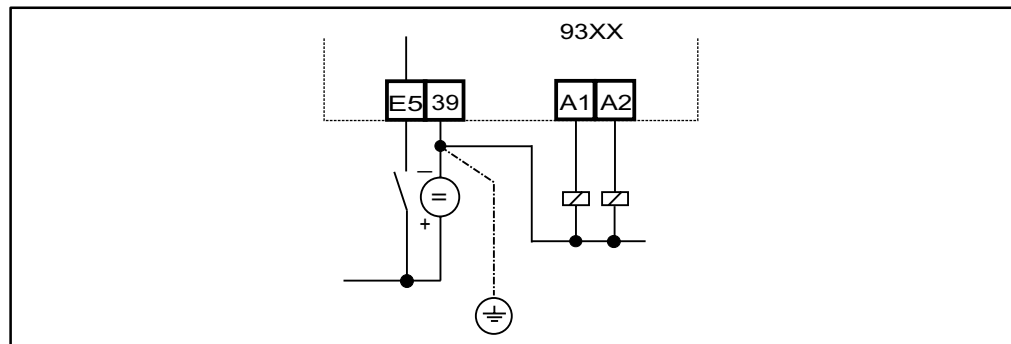 93XX
E5 39 A1 A2
—
=
+